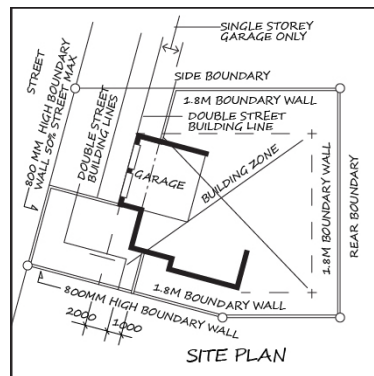 SINGLE STOREY
GARAGE ONLY
SIDE BOUNDARY
1.8M BOUNDARY WALL
DOUBLE STREET
BUILDING LINE
STREET
800 MM HIGH BOUNDARY
WALL 50% STREET MAX
DOUBLE STREET
BUILDING LINES
GARAGE
BUILDING ZONE
1.8M BOUNDARY WALL
REAR BOUNDARY
1.8M BOUNDARY WALL
800MM HIGH BOUNDARY WALL
2000
1000
SITE PLAN